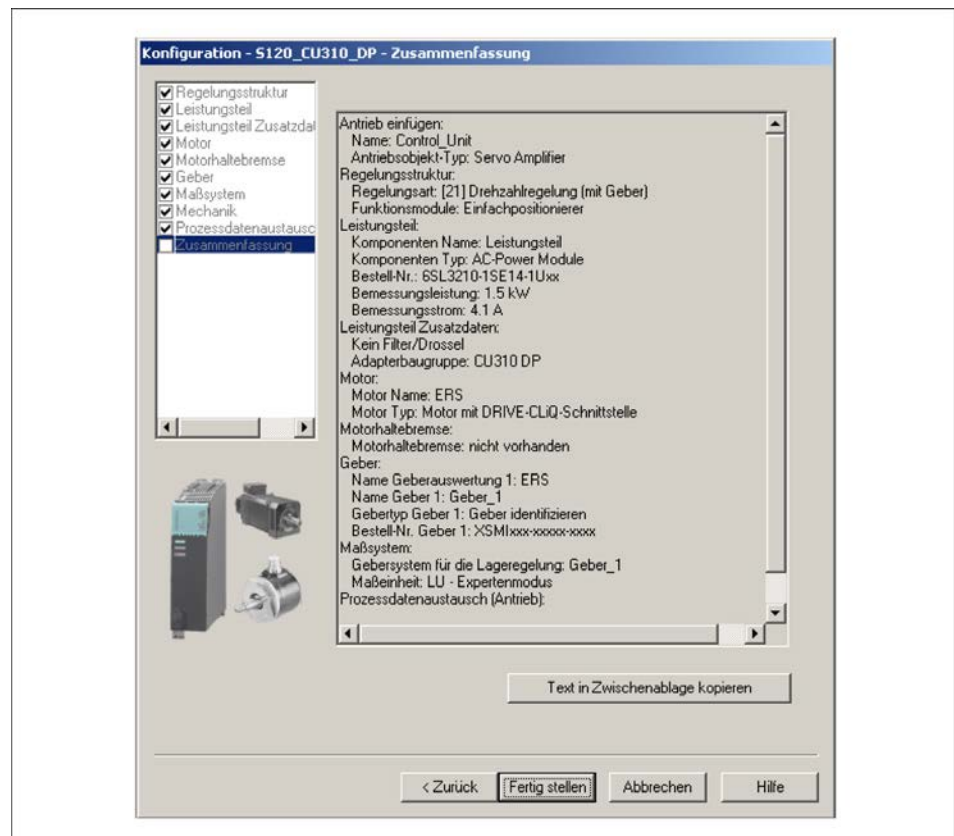 Konfiguration - S120_CU310_DP - Zusammenfassung
Regelungsstruktur
Leistungsteil
Leistungsteil Zusatzdat
Motor
Motorhaltebremse
Geber
Maßsystem
Mechanik
Prozessdatenaustausc
Zusammenfassung
Antrieb einfügen:
Name: Control_Unit
Antriebsobjekt-Typ: Servo Amplifier
Regelungsstruktur:
Regelungsart: [21] Drehzahlregelung (mit Geber)
Funktionsmodule: Einfachpositionierer
Leistungsteil:
Komponenten Name: Leistungsteil
Komponenten Typ: AC-Power Module
Bestell-Nr.: 6SL3210-1SE14-1Uxx
Bemessungsleistung: 1.5 kW
Bemessungsstrom: 4.1 A
Leistungsteil Zusatzdaten:
Kein Filter/Drossel
Adapterbaugruppe: CU310 DP
Motor:
Motor Name: ERS
Motor Typ: Motor mit DRIVE-CLiQ-Schnittstelle
Motorhaltebremse:
Motorhaltebremse: nicht vorhanden
Geber:
Name Geberauswertung 1: ERS
Name Geber 1: Geber_1
Gebertyp Geber 1: Geber identifizieren
Bestell-Nr. Geber 1: XSMIxxx-xxxxx-xxxx
Maßsystem:
Gebersystem für die Lageregelung: Geber_1
Maßeinheit: LU - Expertenmodus
Prozessdatenaustausch (Antrieb):
Text in Zwischenablage kopieren
< Zurück
Fertig stellen
Abbrechen
Hilfe